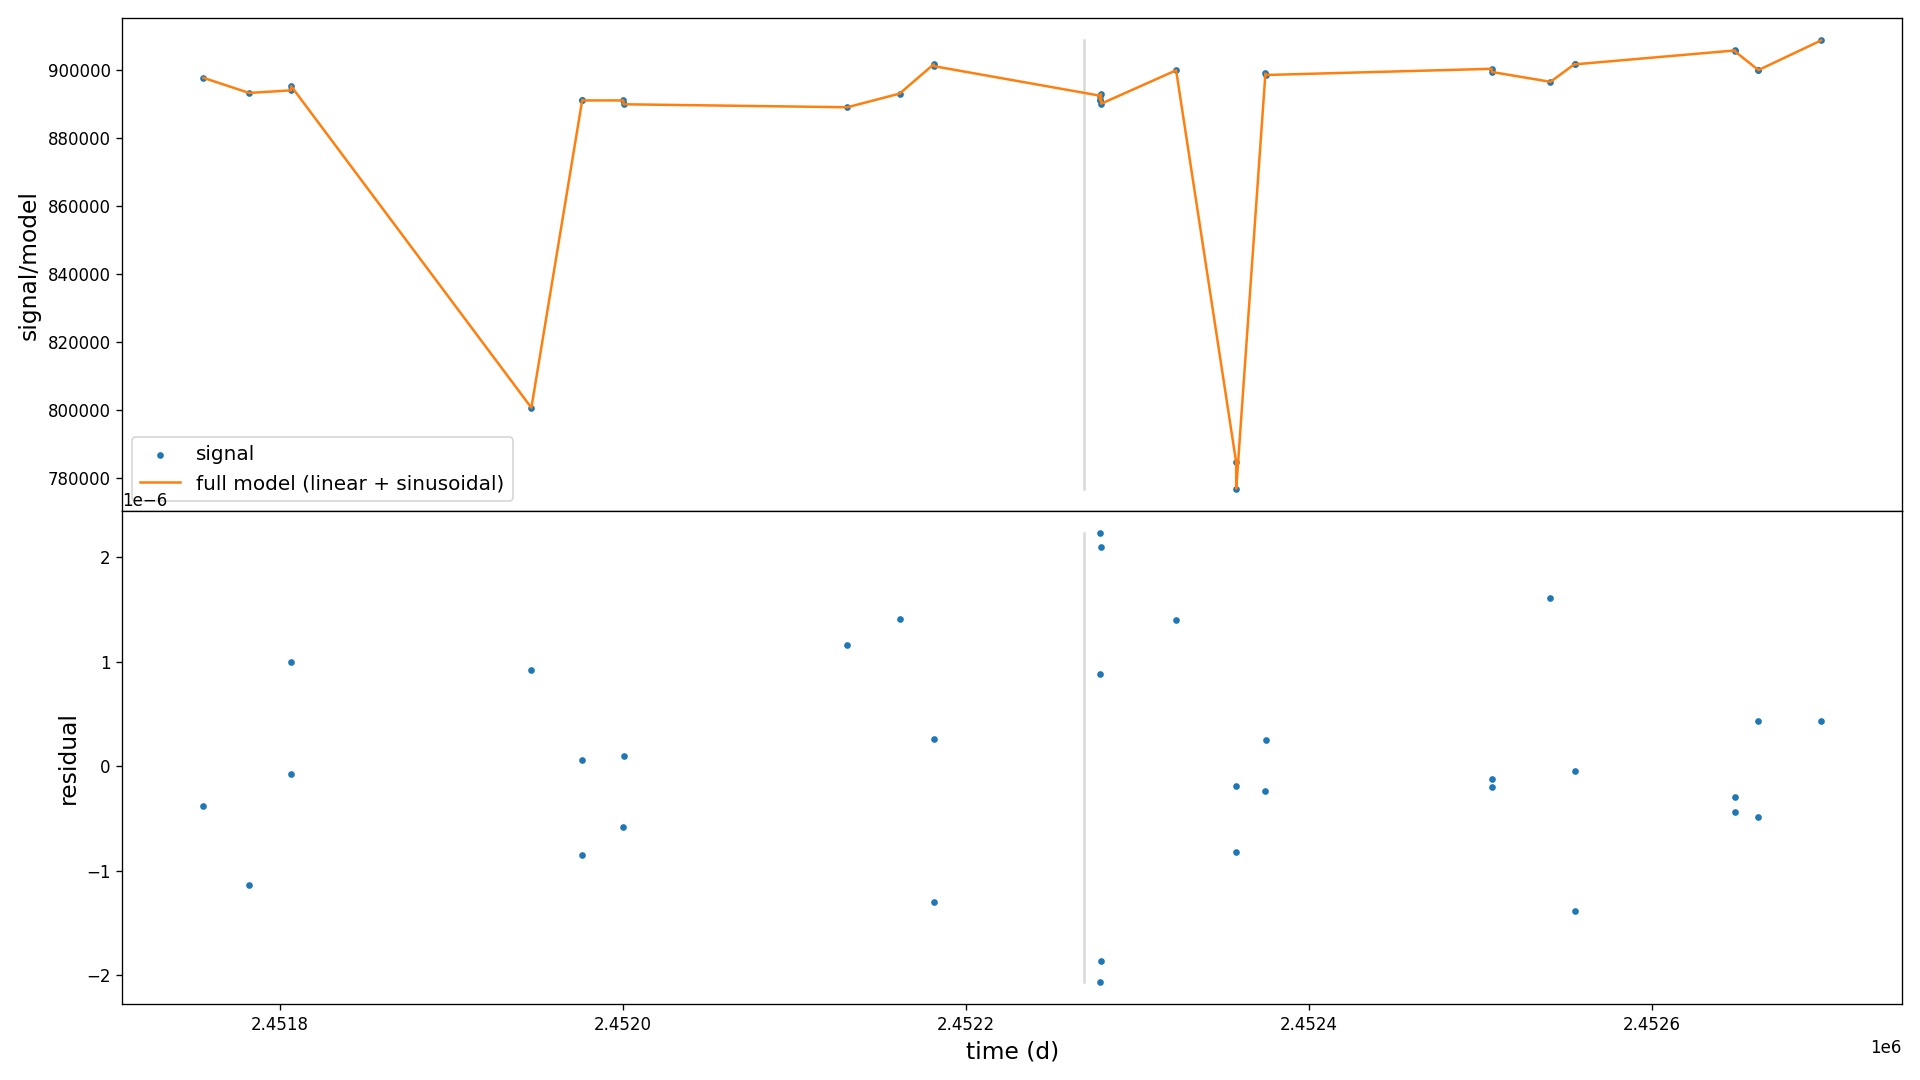 900000
880000
860000
840000
820000
800000
780000
signal/model
signal
full model (linear + sinusoidal)
1e−6
2
1
0
−1
−2
residual
2.4518
2.4520
2.4522
2.4524
2.4526
time (d)
1e6